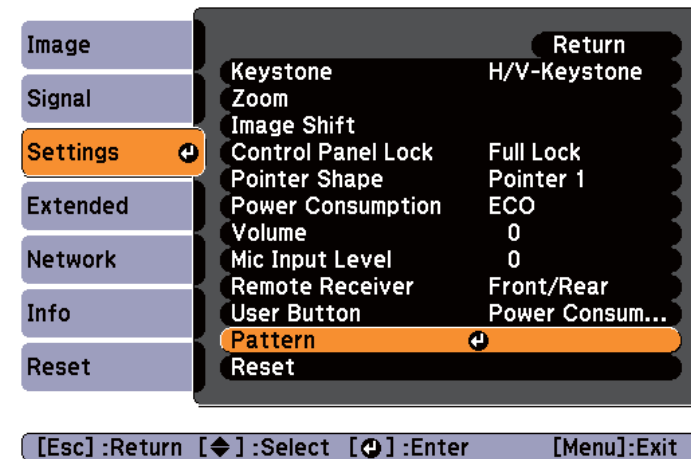 Image
Signal
Settings
Extended
Network
Info
Reset
Return
Keystone H/V-Keystone
Zoom
Image Shift
Control Panel Lock Full Lock
Pointer Shape Pointer 1
Power Consumption ECO
Volume 0
Mic Input Level 0
Remote Receiver Front/Rear
User Button Power Consum...
Pattern
Reset
[Esc] :Return [◆] :Select [⏎] :Enter [Menu]:Exit